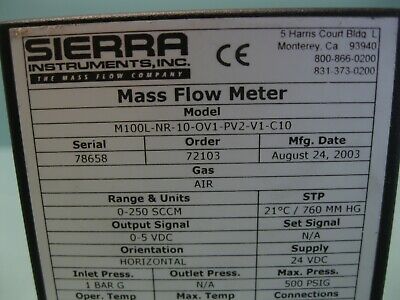 SIERRA
INSTRUMENTS, INC.
THE MASS FLOW COMPANY
CE
5 Harris Court Bldg L
Monterey, Ca 93940
800-866-0200
831-373-0200
Mass Flow Meter
Model
M100L-NR-10-OV1-PV2-V1-C10
Serial Order Mfg. Date
78658 72103 August 24, 2003
Gas
AIR
Range & Units STP
0-250 SCCM 21°C / 760 MM HG
Output Signal Set Signal
0-5 VDC N/A
Orientation Supply
HORIZONTAL 24 VDC
Inlet Press. Outlet Press. Max. Press.
1 BAR G N/A 500 PSIG
Oper. Temp Max. Temp Connections